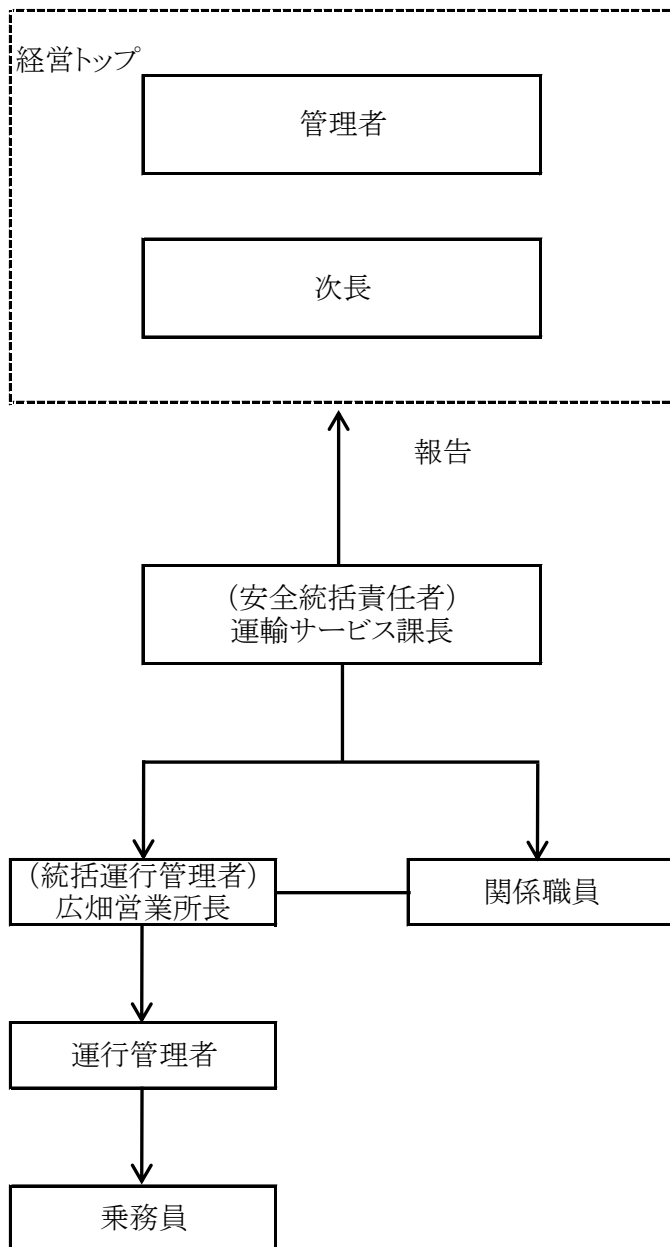 経営トップ
管理者
次長
報告
(安全統括責任者)
運輸サービス課長
(統括運行管理者)
広畑営業所長
関係職員
運行管理者
乗務員